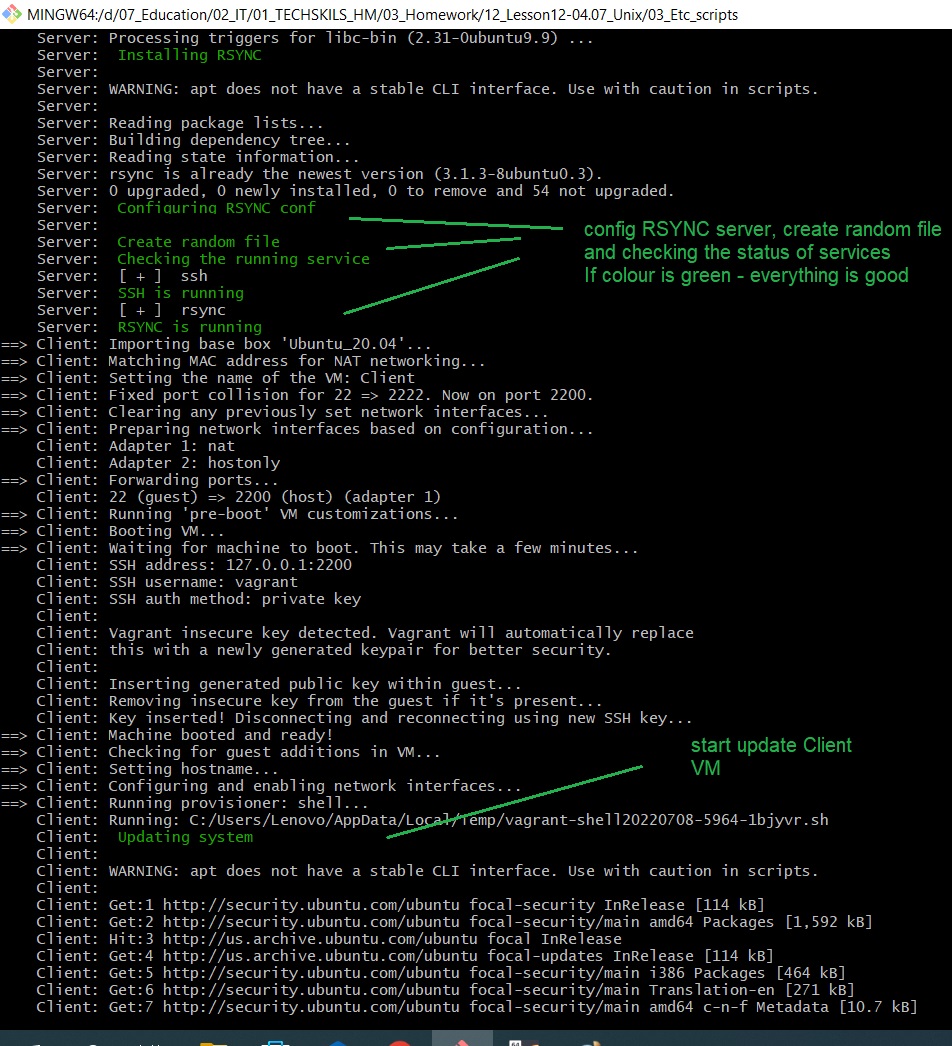 MINGW64:/d/07_Education/02_IT/01_TECHSKILS_HM/03_Homework/12_Lesson12-04.07_Unix/03_Etc_scripts
Server: Processing triggers for libc-bin (2.31-0ubuntu9.9) ...
Server: Installing RSYNC
Server:
Server: WARNING: apt does not have a stable CLI interface. Use with caution in scripts.
Server:
Server: Reading package lists...
Server: Building dependency tree...
Server: Reading state information...
Server: rsync is already the newest version (3.1.3-8ubuntu0.3).
Server: 0 upgraded, 0 newly installed, 0 to remove and 54 not upgraded.
Server: Configuring RSYNC conf
Server:
Server: Create random file
Server: Checking the running service
Server: [ + ] ssh
Server: SSH is running
Server: [ + ] rsync
Server: RSYNC is running
config RSYNC server, create random file
and checking the status of services
If colour is green - everything is good
==> Client: Importing base box 'Ubuntu_20.04'...
==> Client: Matching MAC address for NAT networking...
==> Client: Setting the name of the VM: Client
==> Client: Fixed port collision for 22 => 2222. Now on port 2200.
==> Client: Clearing any previously set network interfaces...
==> Client: Preparing network interfaces based on configuration...
Client: Adapter 1: nat
Client: Adapter 2: hostonly
==> Client: Forwarding ports...
Client: 22 (guest) => 2200 (host) (adapter 1)
==> Client: Running 'pre-boot' VM customizations...
==> Client: Booting VM...
==> Client: Waiting for machine to boot. This may take a few minutes...
Client: SSH address: 127.0.0.1:2200
Client: SSH username: vagrant
Client: SSH auth method: private key
Client:
Client: Vagrant insecure key detected. Vagrant will automatically replace
Client: this with a newly generated keypair for better security.
Client:
Client: Inserting generated public key within guest...
Client: Removing insecure key from the guest if it's present...
Client: Key inserted! Disconnecting and reconnecting using new SSH key...
==> Client: Machine booted and ready!
==> Client: Checking for guest additions in VM...
==> Client: Setting hostname...
==> Client: Configuring and enabling network interfaces...
==> Client: Running provisioner: shell...
Client: Running: C:/Users/Lenovo/AppData/Local/Temp/vagrant-shell20220708-5964-1bjyvr.sh
Client: Updating system
start update Client
VM
Client:
Client: WARNING: apt does not have a stable CLI interface. Use with caution in scripts.
Client:
Client: Get:1 http://security.ubuntu.com/ubuntu focal-security InRelease [114 kB]
Client: Get:2 http://security.ubuntu.com/ubuntu focal-security/main amd64 Packages [1,592 kB]
Client: Hit:3 http://us.archive.ubuntu.com/ubuntu focal InRelease
Client: Get:4 http://us.archive.ubuntu.com/ubuntu focal-updates InRelease [114 kB]
Client: Get:5 http://security.ubuntu.com/ubuntu focal-security/main i386 Packages [464 kB]
Client: Get:6 http://security.ubuntu.com/ubuntu focal-security/main Translation-en [271 kB]
Client: Get:7 http://security.ubuntu.com/ubuntu focal-security/main amd64 c-n-f Metadata [10.7 kB]